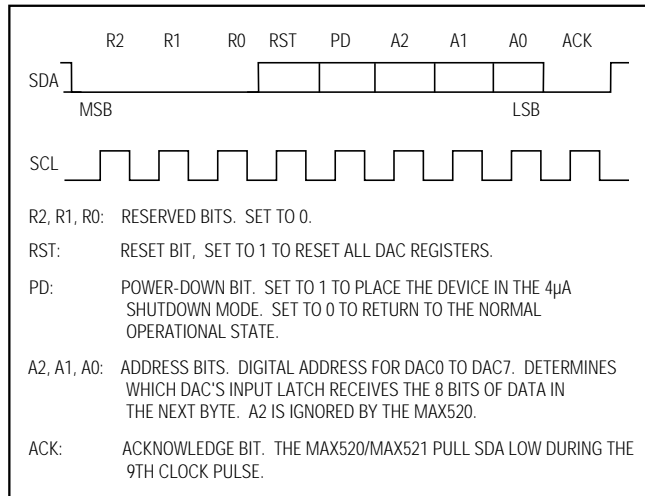 R2 R1 R0 RST PD A2 A1 A0 ACK
SDA
MSB LSB
SCL
R2, R1, R0: RESERVED BITS. SET TO 0.
RST: RESET BIT, SET TO 1 TO RESET ALL DAC REGISTERS.
PD: POWER-DOWN BIT. SET TO 1 TO PLACE THE DEVICE IN THE 4µA
SHUTDOWN MODE. SET TO 0 TO RETURN TO THE NORMAL
OPERATIONAL STATE.
A2, A1, A0: ADDRESS BITS. DIGITAL ADDRESS FOR DAC0 TO DAC7. DETERMINES
WHICH DAC'S INPUT LATCH RECEIVES THE 8 BITS OF DATA IN
THE NEXT BYTE. A2 IS IGNORED BY THE MAX520.
ACK: ACKNOWLEDGE BIT. THE MAX520/MAX521 PULL SDA LOW DURING THE
9TH CLOCK PULSE.